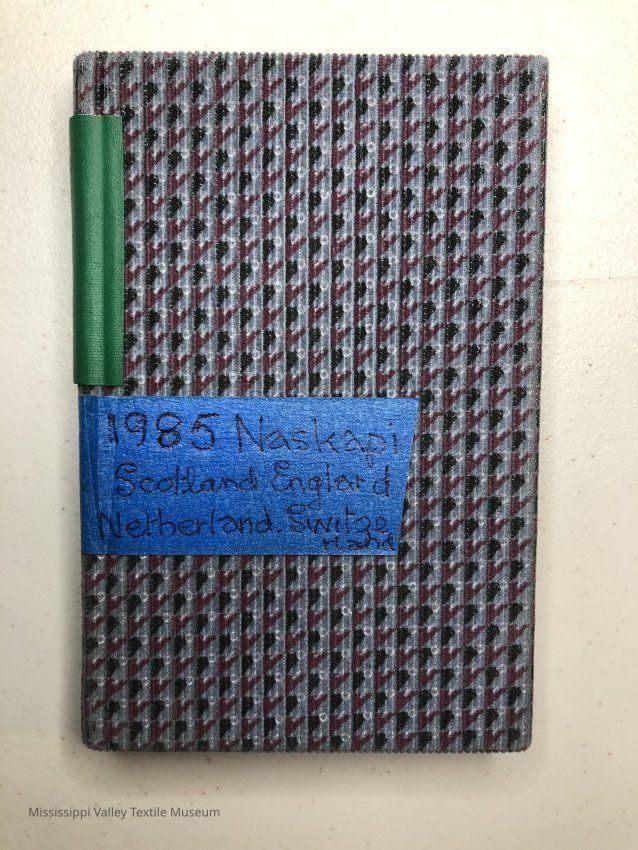 1985 Naskapi
Scotland England
Netherland. Switze
rland
Mississippi Valley Textile Museum